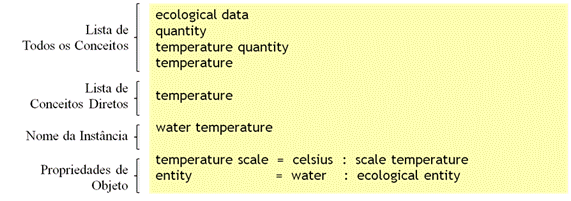 Lista de
Todos os Conceitos
ecological data
quantity
temperature quantity
temperature
Lista de
Conceitos Diretos
temperature
Nome da Instância
water temperature
Propriedades de
Objeto
temperature scale = celsius : scale temperature
entity = water : ecological entity